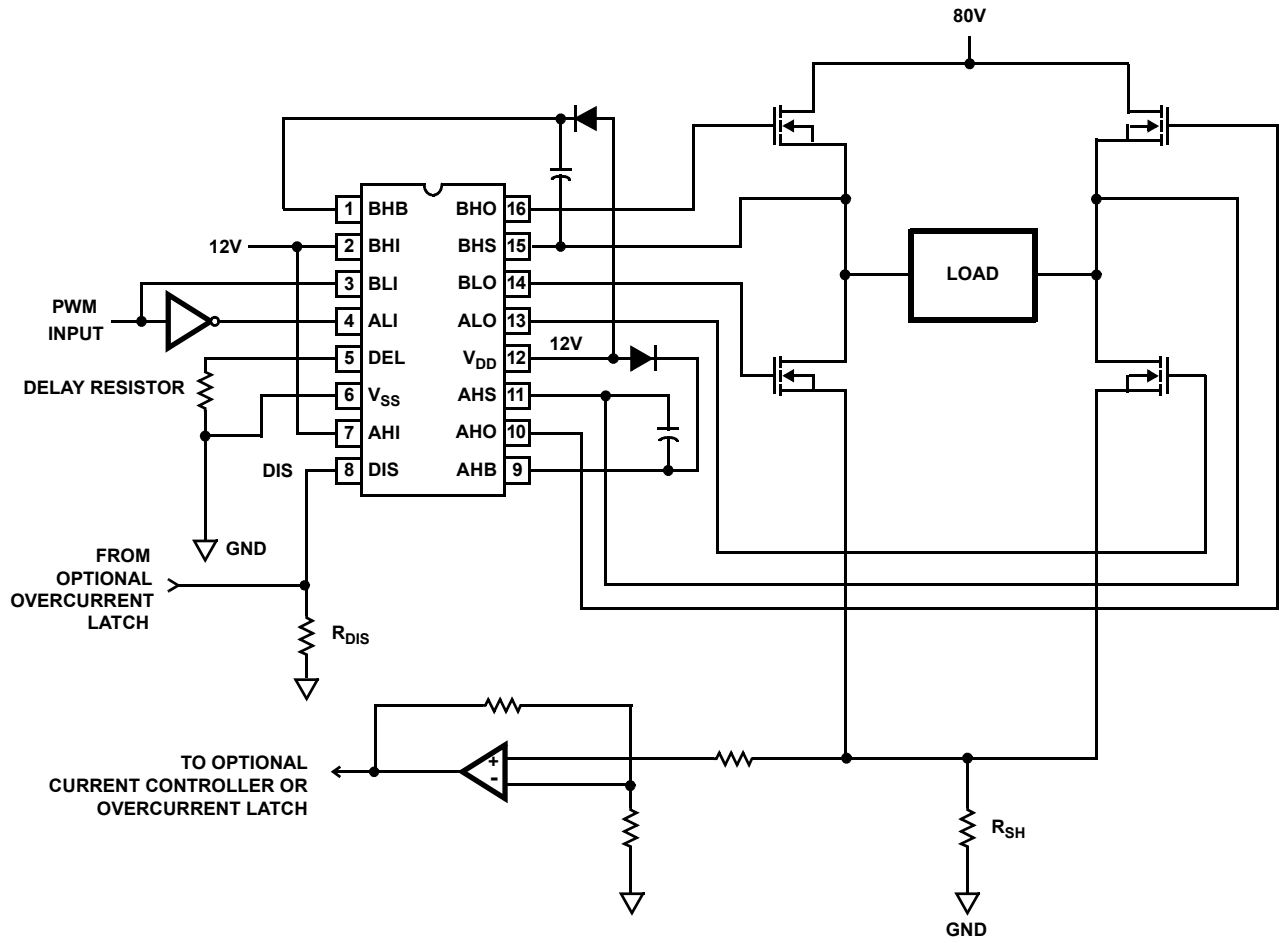 80V
1 BHB BHO 16
12V 2 BHI BHS 15
3 BLI BLO 14
PWM
INPUT
4 ALI ALO 13
5 DEL VDD 12 12V
DELAY RESISTOR
6 VSS AHS 11
7 AHI AHO 10
DIS 8 DIS AHB 9
LOAD
GND
FROM
OPTIONAL
OVERCURRENT
LATCH
RDIS
TO OPTIONAL
CURRENT CONTROLLER OR
OVERCURRENT LATCH
+
-
RSH
GND